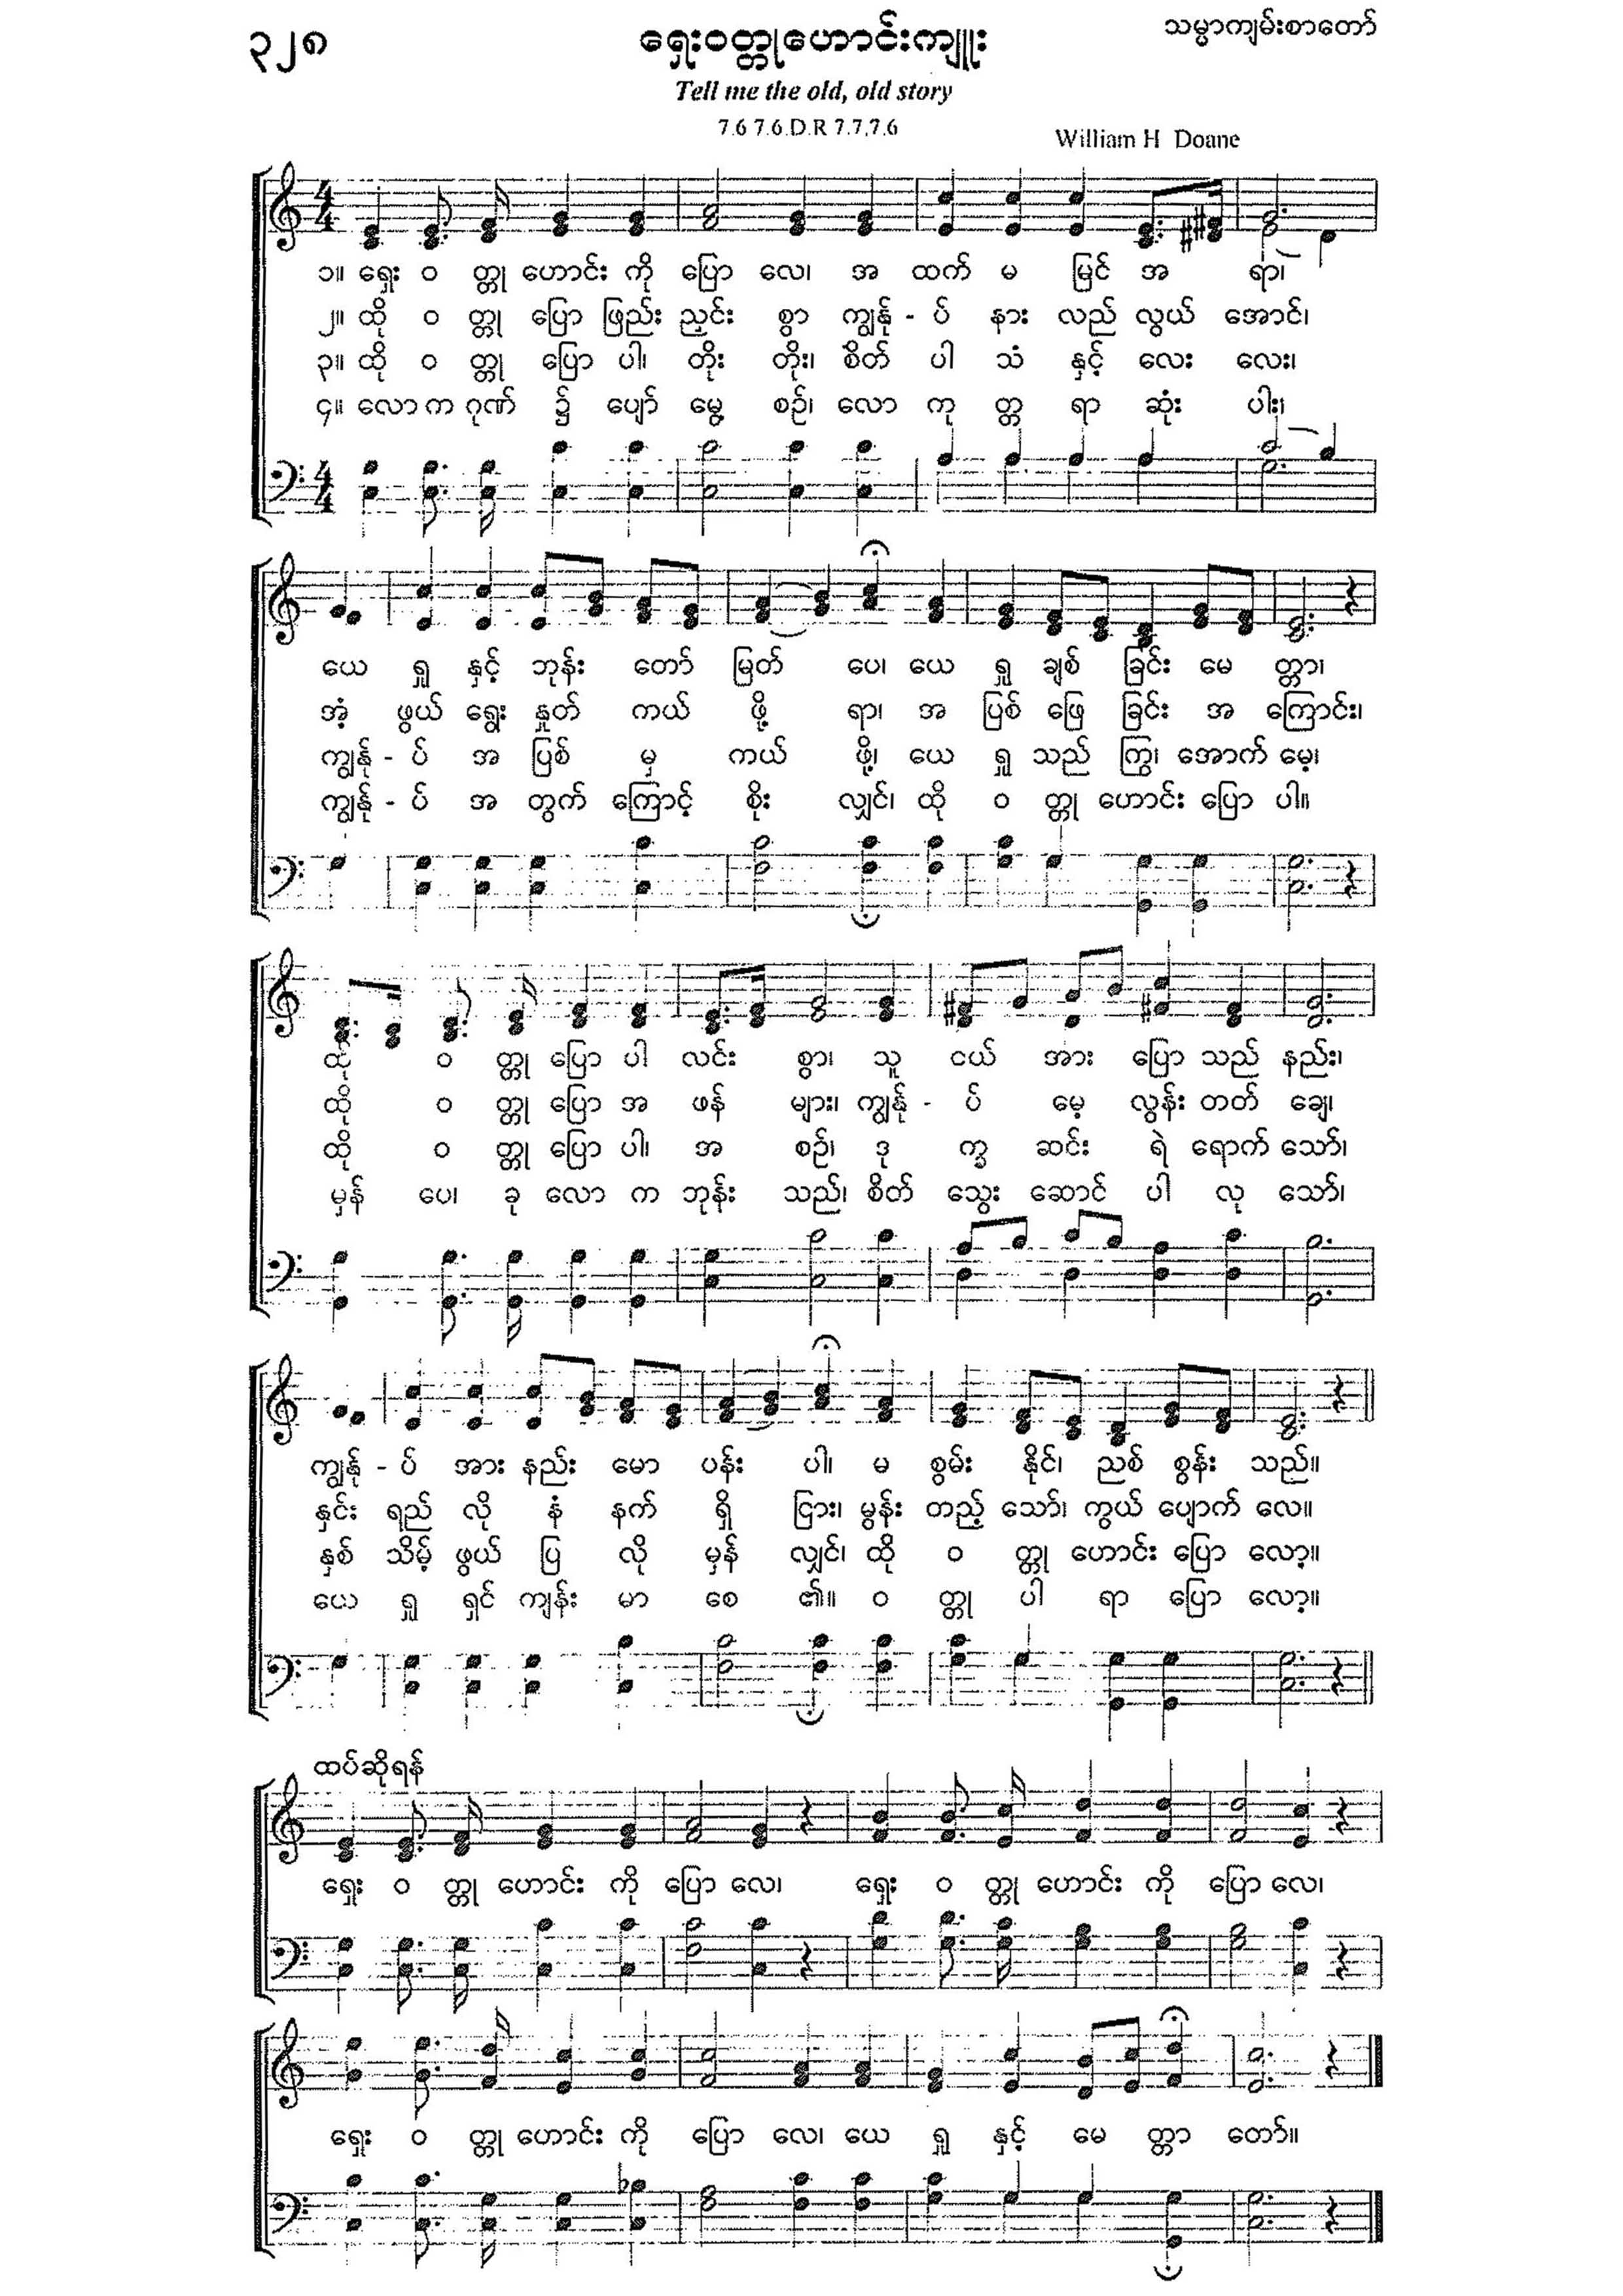 ၃၂၈
ရှေးဝတ္တုဟောင်းကျူး
သမ္မာကျမ်းစာတော်
Tell me the old, old story
7.6 7.6.D.R 7.7,7.6
William H Doane
၁။ ရှေး ဝ တ္တု ဟောင်း ကို ပြော လေ၊ အ ထက် မ မြင် အ ရာ၊
၂။ ထို ဝ တ္တု ပြော ဖြည်း ညှင်း စွာ ကျွန်ု - ပ် နား လည် လွယ် အောင်၊
၃။ ထို ဝ တ္တု ပြော ပါ၊ တိုး တိုး၊ စိတ် ပါ သံ နှင့် လေး လေး၊
၄။ လော က ဂုဏ် ၌ ပျော် မွေ့ စဉ်၊ လော ကု တ္တ ရာ ဆုံး ပါး၊
ယေ ရှု နှင့် ဘုန်း တော် မြတ် ပေ၊ ယေ ရှု ချစ် ခြင်း မေ တ္တာ၊
အံ့ ဖွယ် ရွေး နှုတ် ကယ် ဖို့ ရာ၊ အ ပြစ် ဖြေ ခြင်း အ ကြောင်း၊
ကျွန်ု - ပ် အ ပြစ် မှ ကယ် ဖို့၊ ယေ ရှု သည် ကြွ၊ အောက် မေ့၊
ကျွန်ု - ပ် အ တွက် ကြောင့် စိုး လျှင်၊ ထို ဝ တ္တု ဟောင်း ပြော ပါ။
ထို ဝ တ္တု ပြော ပါ လင်း စွာ၊ သူ ငယ် အား ပြော သည် နည်း၊
ထို ဝ တ္တု ပြော အ ဖန် များ၊ ကျွန်ု - ပ် မေ့ လွန်း တတ် ချေ၊
ထို ဝ တ္တု ပြော ပါ၊ အ စဉ်၊ ဒု က္ခ ဆင်း ရဲ ရောက် သော်၊
မှန် ပေ၊ ခု လော က ဘုန်း သည်၊ စိတ် သွေး ဆောင် ပါ လု သော်၊
ကျွန်ု - ပ် အား နည်း မော ပန်း ပါ၊ မ စွမ်း နိုင်၊ ညစ် စွန်း သည်။
နှင်း ရည် လို နံ နက် ရှိ ငြား၊ မွန်း တည့် သော်၊ ကွယ် ပျောက် လေ။
နှစ် သိမ့် ဖွယ် ပြ လို မှန် လျှင်၊ ထို ဝ တ္တု ဟောင်း ပြော လော့။
ယေ ရှု ရှင် ကျန်း မာ စေ ၏။ ဝ တ္တု ပါ ရာ ပြော လော့။
ထပ်ဆိုရန်
ရှေး ဝ တ္တု ဟောင်း ကို ပြော လေ၊ ရှေး ဝ တ္တု ဟောင်း ကို ပြော လေ၊
ရှေး ဝ တ္တု ဟောင်း ကို ပြော လေ၊ ယေ ရှု နှင့် မေ တ္တာ တော်။